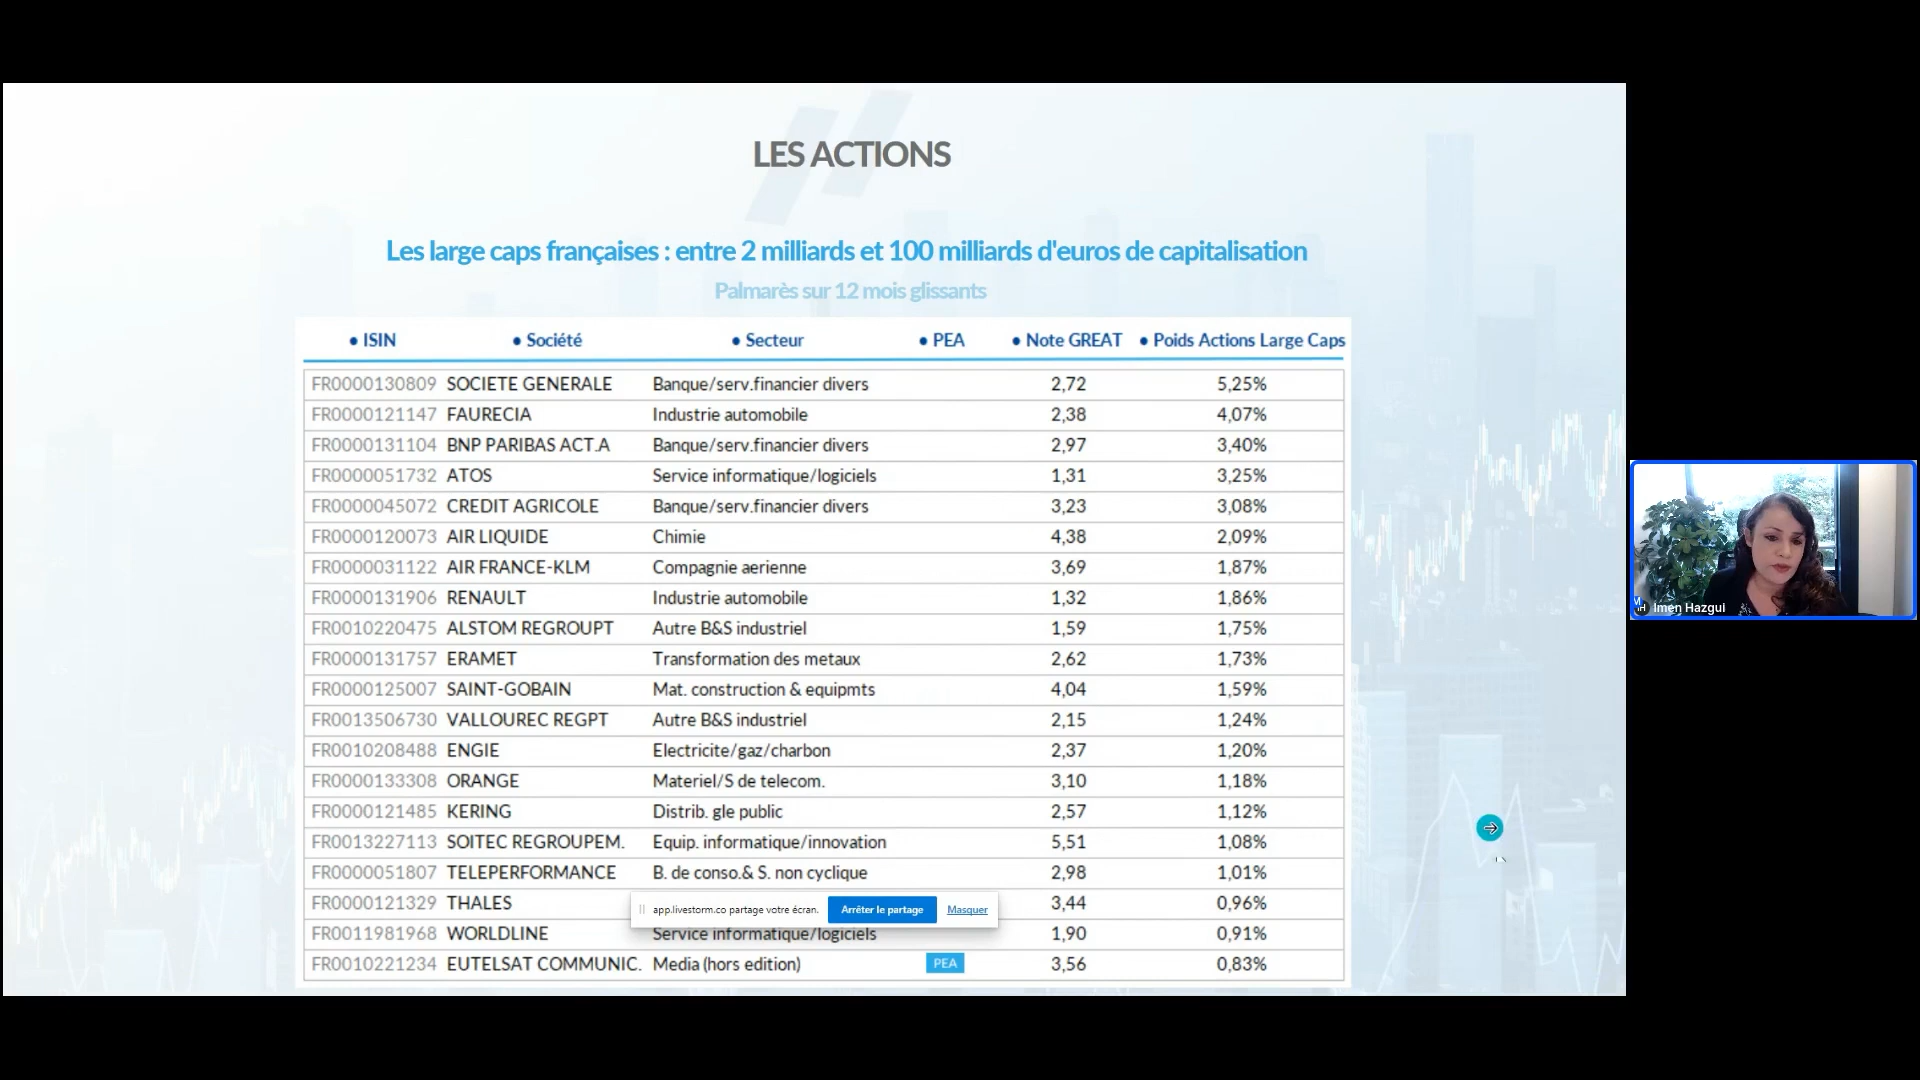 LES ACTIONS
Les large caps françaises : entre 2 milliards et 100 milliards d'euros de capitalisation
Palmarès sur 12 mois glissants
• ISIN • Société • Secteur • PEA • Note GREAT • Poids Actions Large Caps
FR0000130809 SOCIETE GENERALE Banque/serv.financier divers 2,72 5,25%
FR0000121147 FAURECIA Industrie automobile 2,38 4,07%
FR0000131104 BNP PARIBAS ACT.A Banque/serv.financier divers 2,97 3,40%
FR0000051732 ATOS Service informatique/logiciels 1,31 3,25%
FR0000045072 CREDIT AGRICOLE Banque/serv.financier divers 3,23 3,08%
FR0000120073 AIR LIQUIDE Chimie 4,38 2,09%
FR0000031122 AIR FRANCE-KLM Compagnie aerienne 3,69 1,87%
FR0000131906 RENAULT Industrie automobile 1,32 1,86%
FR0010220475 ALSTOM REGROUPT Autre B&S industriel 1,59 1,75%
FR0000131757 ERAMET Transformation des metaux 2,62 1,73%
FR0000125007 SAINT-GOBAIN Mat. construction & equipmts 4,04 1,59%
FR0013506730 VALLOUREC REGPT Autre B&S industriel 2,15 1,24%
FR0010208488 ENGIE Electricite/gaz/charbon 2,37 1,20%
FR0000133308 ORANGE Materiel/S de telecom. 3,10 1,18%
FR0000121485 KERING Distrib. gle public 2,57 1,12%
FR0013227113 SOITEC REGROUPEM. Equip. informatique/innovation 5,51 1,08%
FR0000051807 TELEPERFORMANCE B. de conso.& S. non cyclique 2,98 1,01%
FR0000121329 THALES 3,44 0,96%
app.livestorm.co partage votre écran. Arrêter le partage Masquer
FR0011981968 WORLDLINE Service informatique/logiciels 1,90 0,91%
FR0010221234 EUTELSAT COMMUNIC. Media (hors edition) PEA 3,56 0,83%
Imen Hazgui